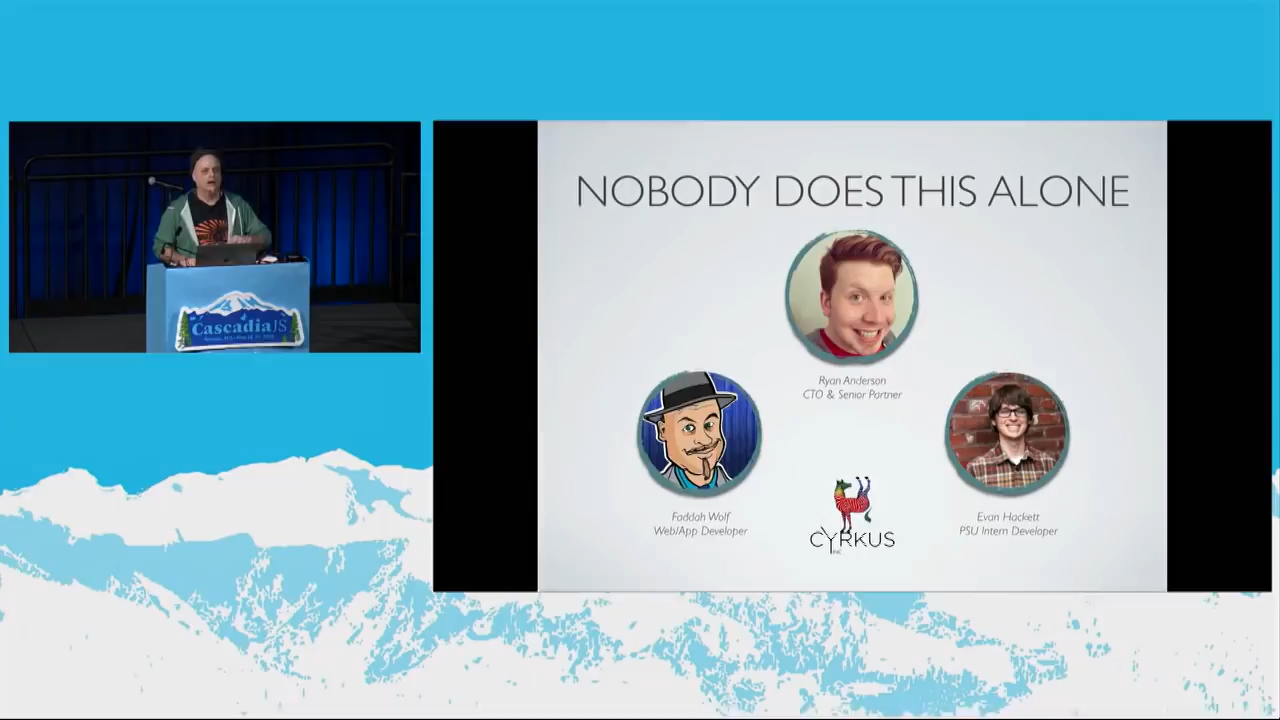 NOBODY DOES THIS ALONE
Ryan Anderson
CTO & Senior Partner
Faddah Wolf
Web/App Developer
Evan Hackett
PSU Intern Developer
CYRKUS
INC
CascadiaJS